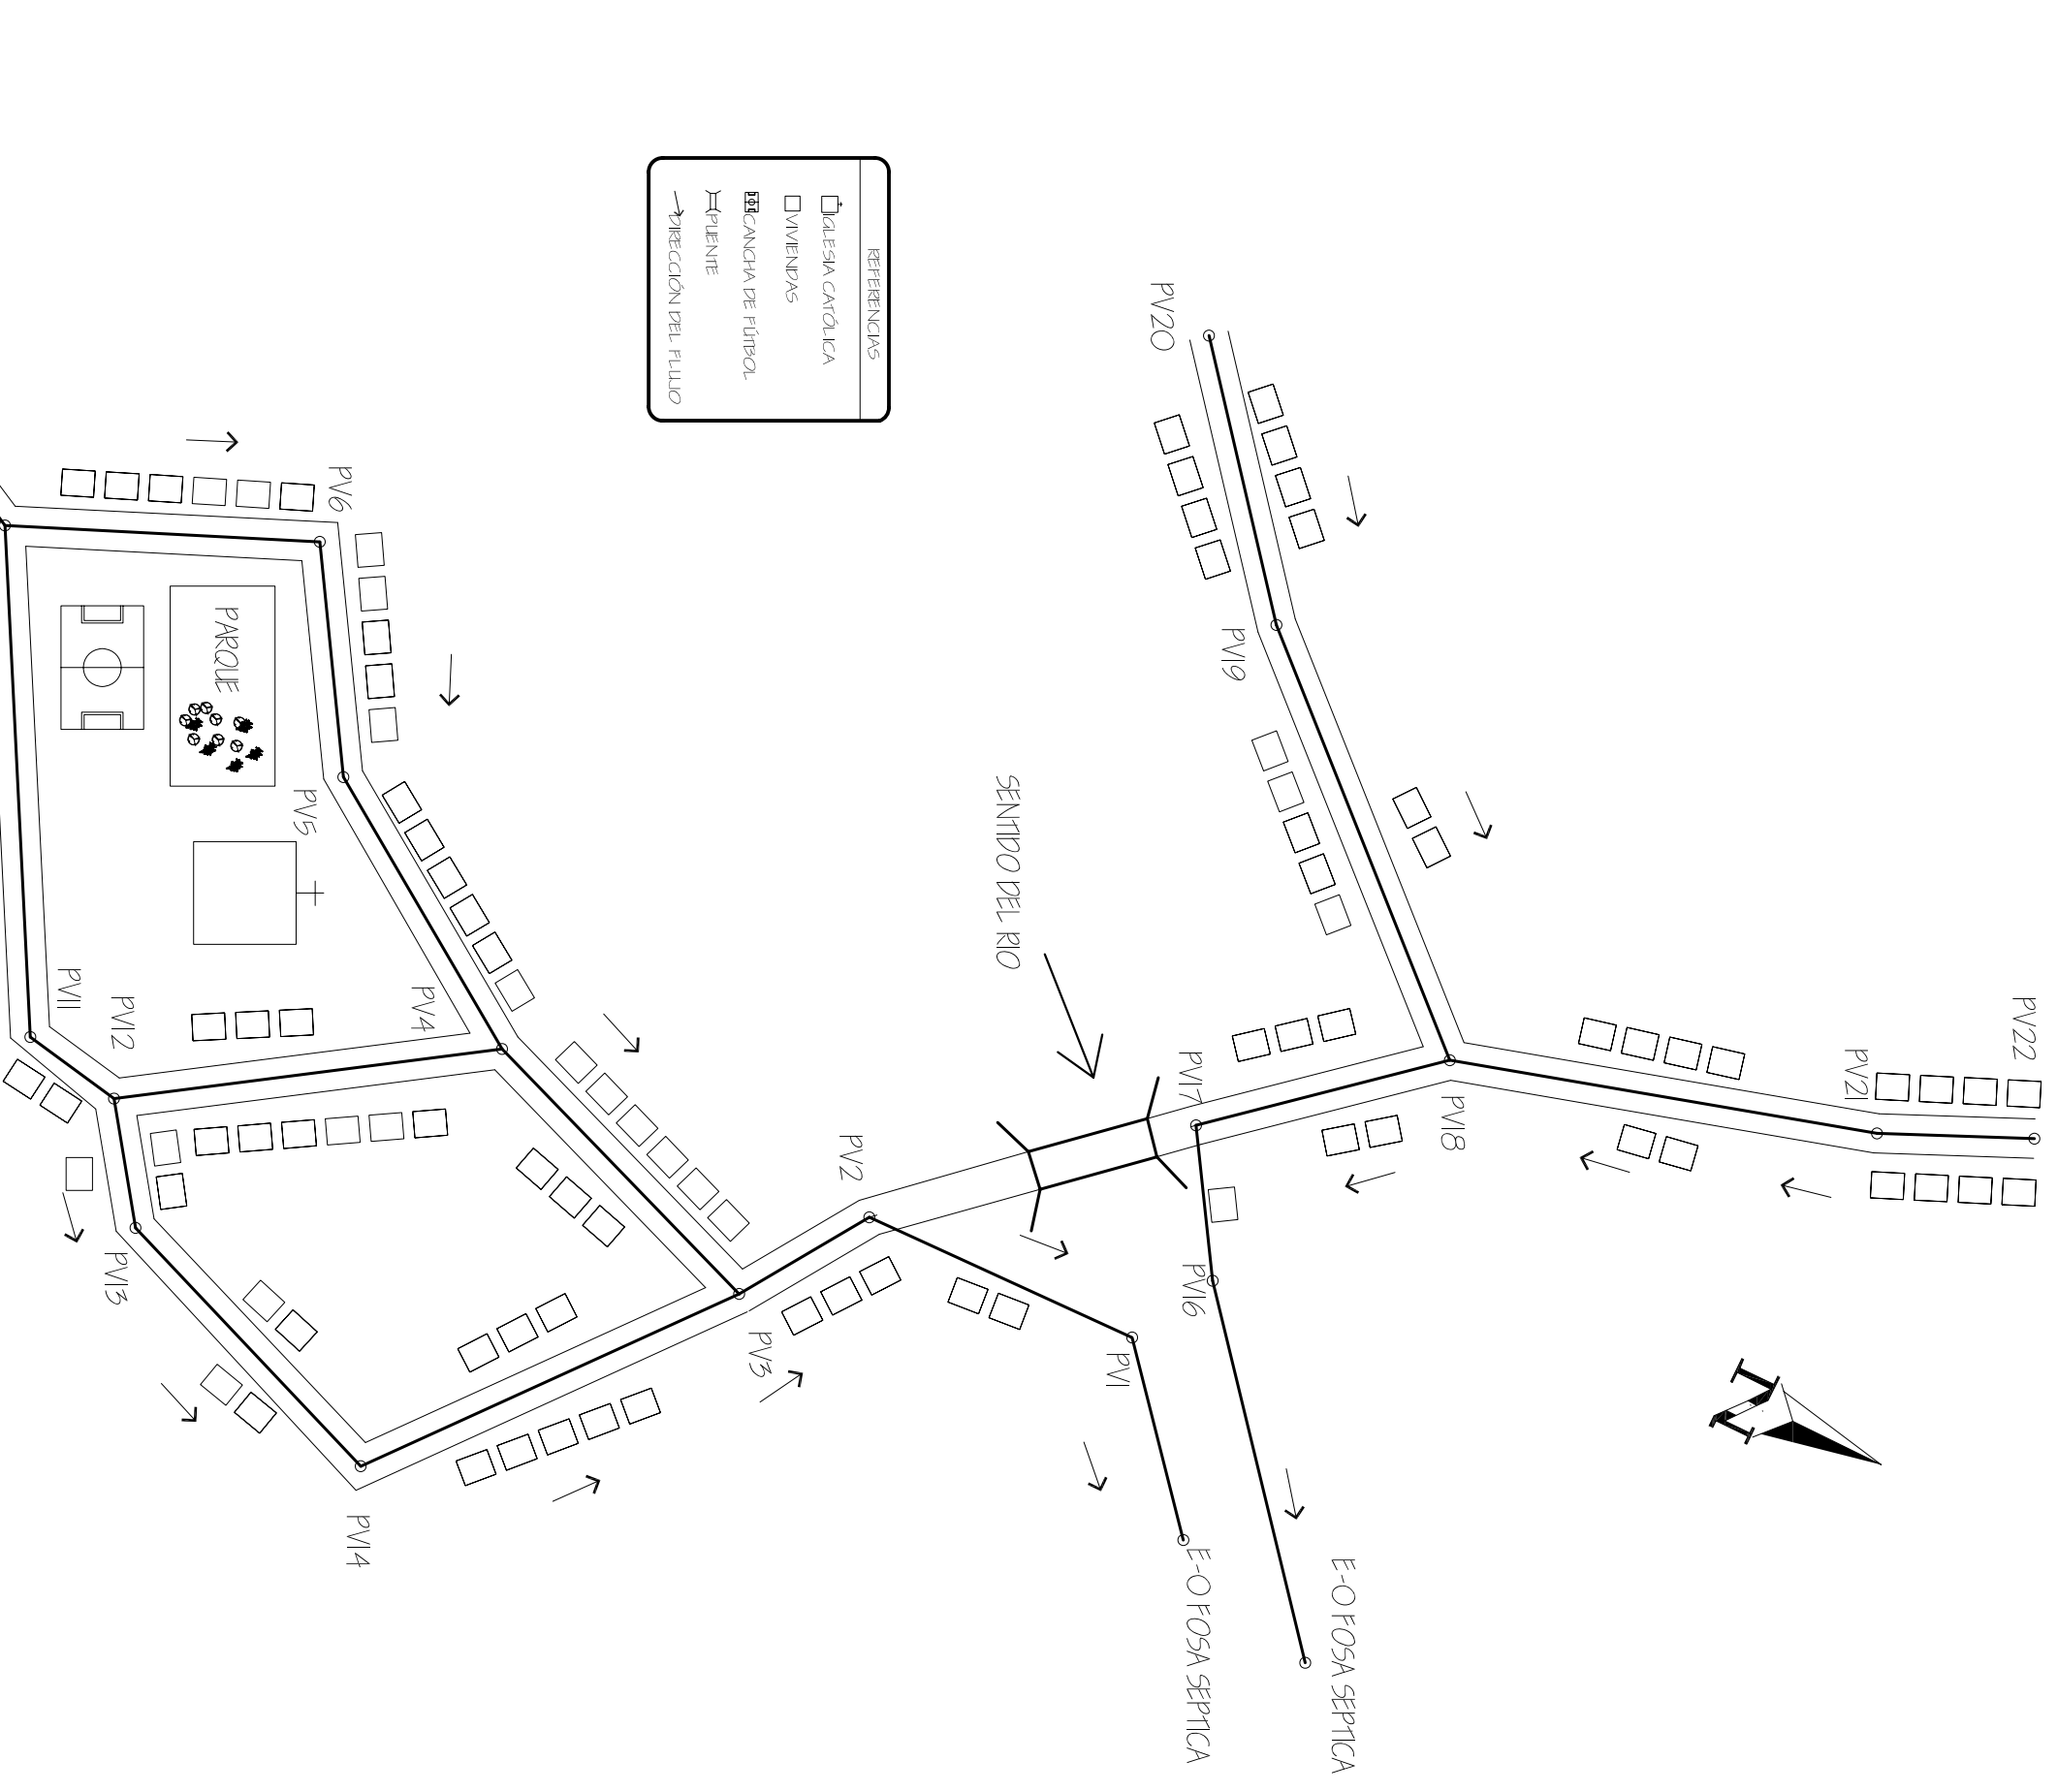 REFERENCIAS
IGLESIA CATÓLICA
VIVIENDAS
CANCHA DE FÚTBOL
PUENTE
DIRECCIÓN DEL FLUJO
PV20
PV19
PV6
PARQUE
PV5
SENTIDO DEL RIO
PV11
PV12
PV4
PV17
PV18
PV21
PV22
PV2
PV16
PV13
PV3
PV1
PV14
N
E-O FOSA SEPTICA
E-O FOSA SEPTICA